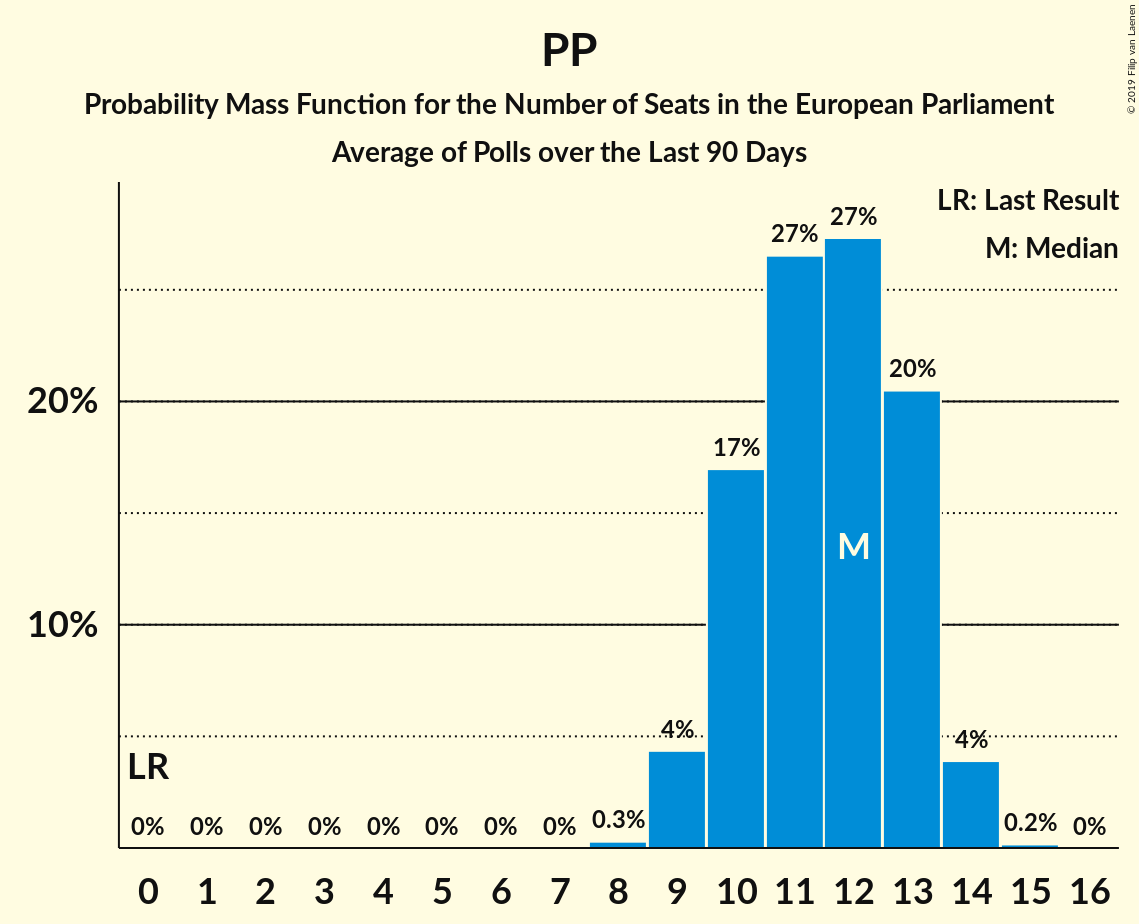 PP
Probability Mass Function for the Number of Seats in the European Parliament
Average of Polls over the Last 90 Days
© 2019 Filip van Laenen
LR: Last Result
M: Median
27%
27%
20%
20%
17%
M
10%
4%
4%
LR
0% 0% 0% 0% 0% 0% 0% 0% 0.3% 0.2% 0%
0 1 2 3 4 5 6 7 8 9 10 11 12 13 14 15 16